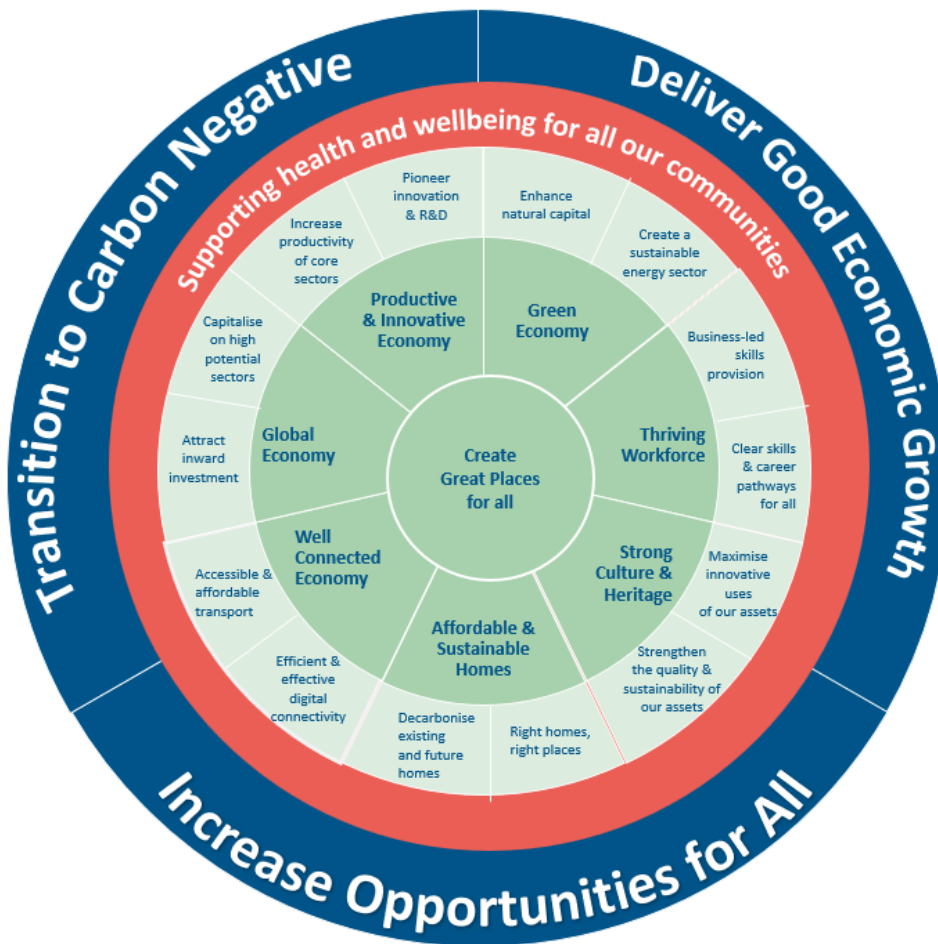 Transition to Carbon Negative
Deliver Good Economic Growth
Increase Opportunities for All
Supporting health and wellbeing for all our communities
Pioneer
innovation
& R&D
Enhance
natural capital
Create a
sustainable
energy sector
Business-led
skills
provision
Clear skills
& career
pathways
for all
Maximise
innovative
uses
of our assets
Strengthen
the quality &
sustainability of
our assets
Right homes,
right places
Decarbonise
existing
and future
homes
Efficient &
effective
digital
connectivity
Accessible &
affordable
transport
Attract
inward
investment
Capitalise
on high
potential
sectors
Increase
productivity
of core
sectors
Productive
& Innovative
Economy
Green
Economy
Thriving
Workforce
Strong
Culture &
Heritage
Affordable &
Sustainable
Homes
Well
Connected
Economy
Global
Economy
Create
Great Places
for all